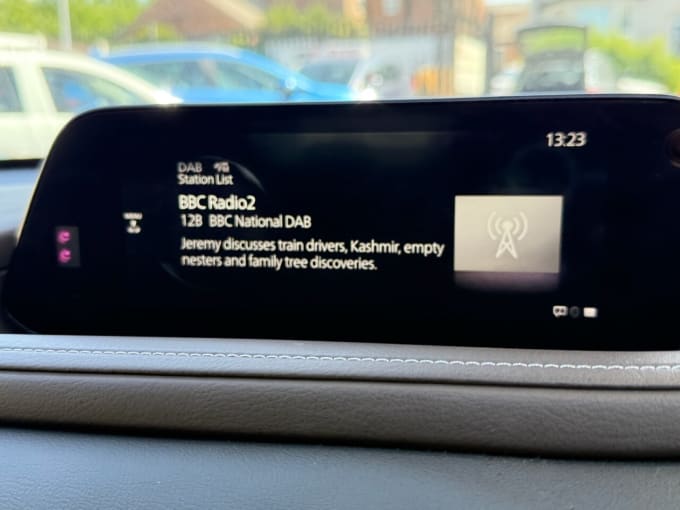 13:23
DAB
Station List
BBC Radio2
12B BBC National DAB
MENU
Jeremy discusses train drivers, Kashmir, empty
nesters and family tree discoveries.